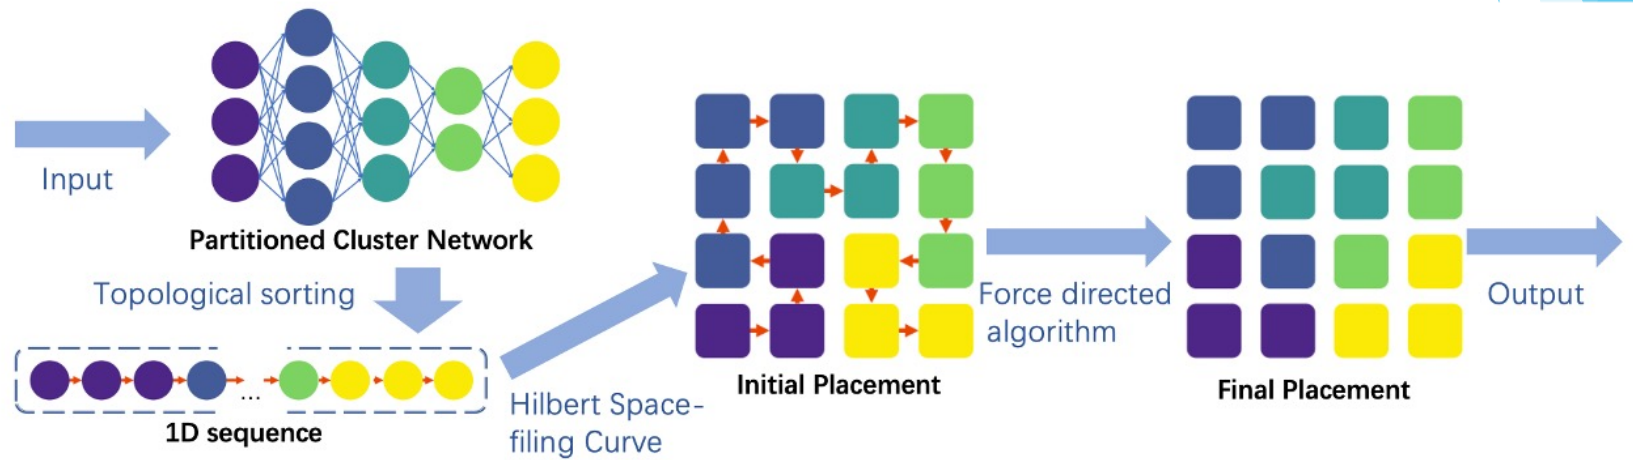 Input
Partitioned Cluster Network
Topological sorting
...
1D sequence
Hilbert Space-
filing Curve
Initial Placement
Force directed
algorithm
Final Placement
Output